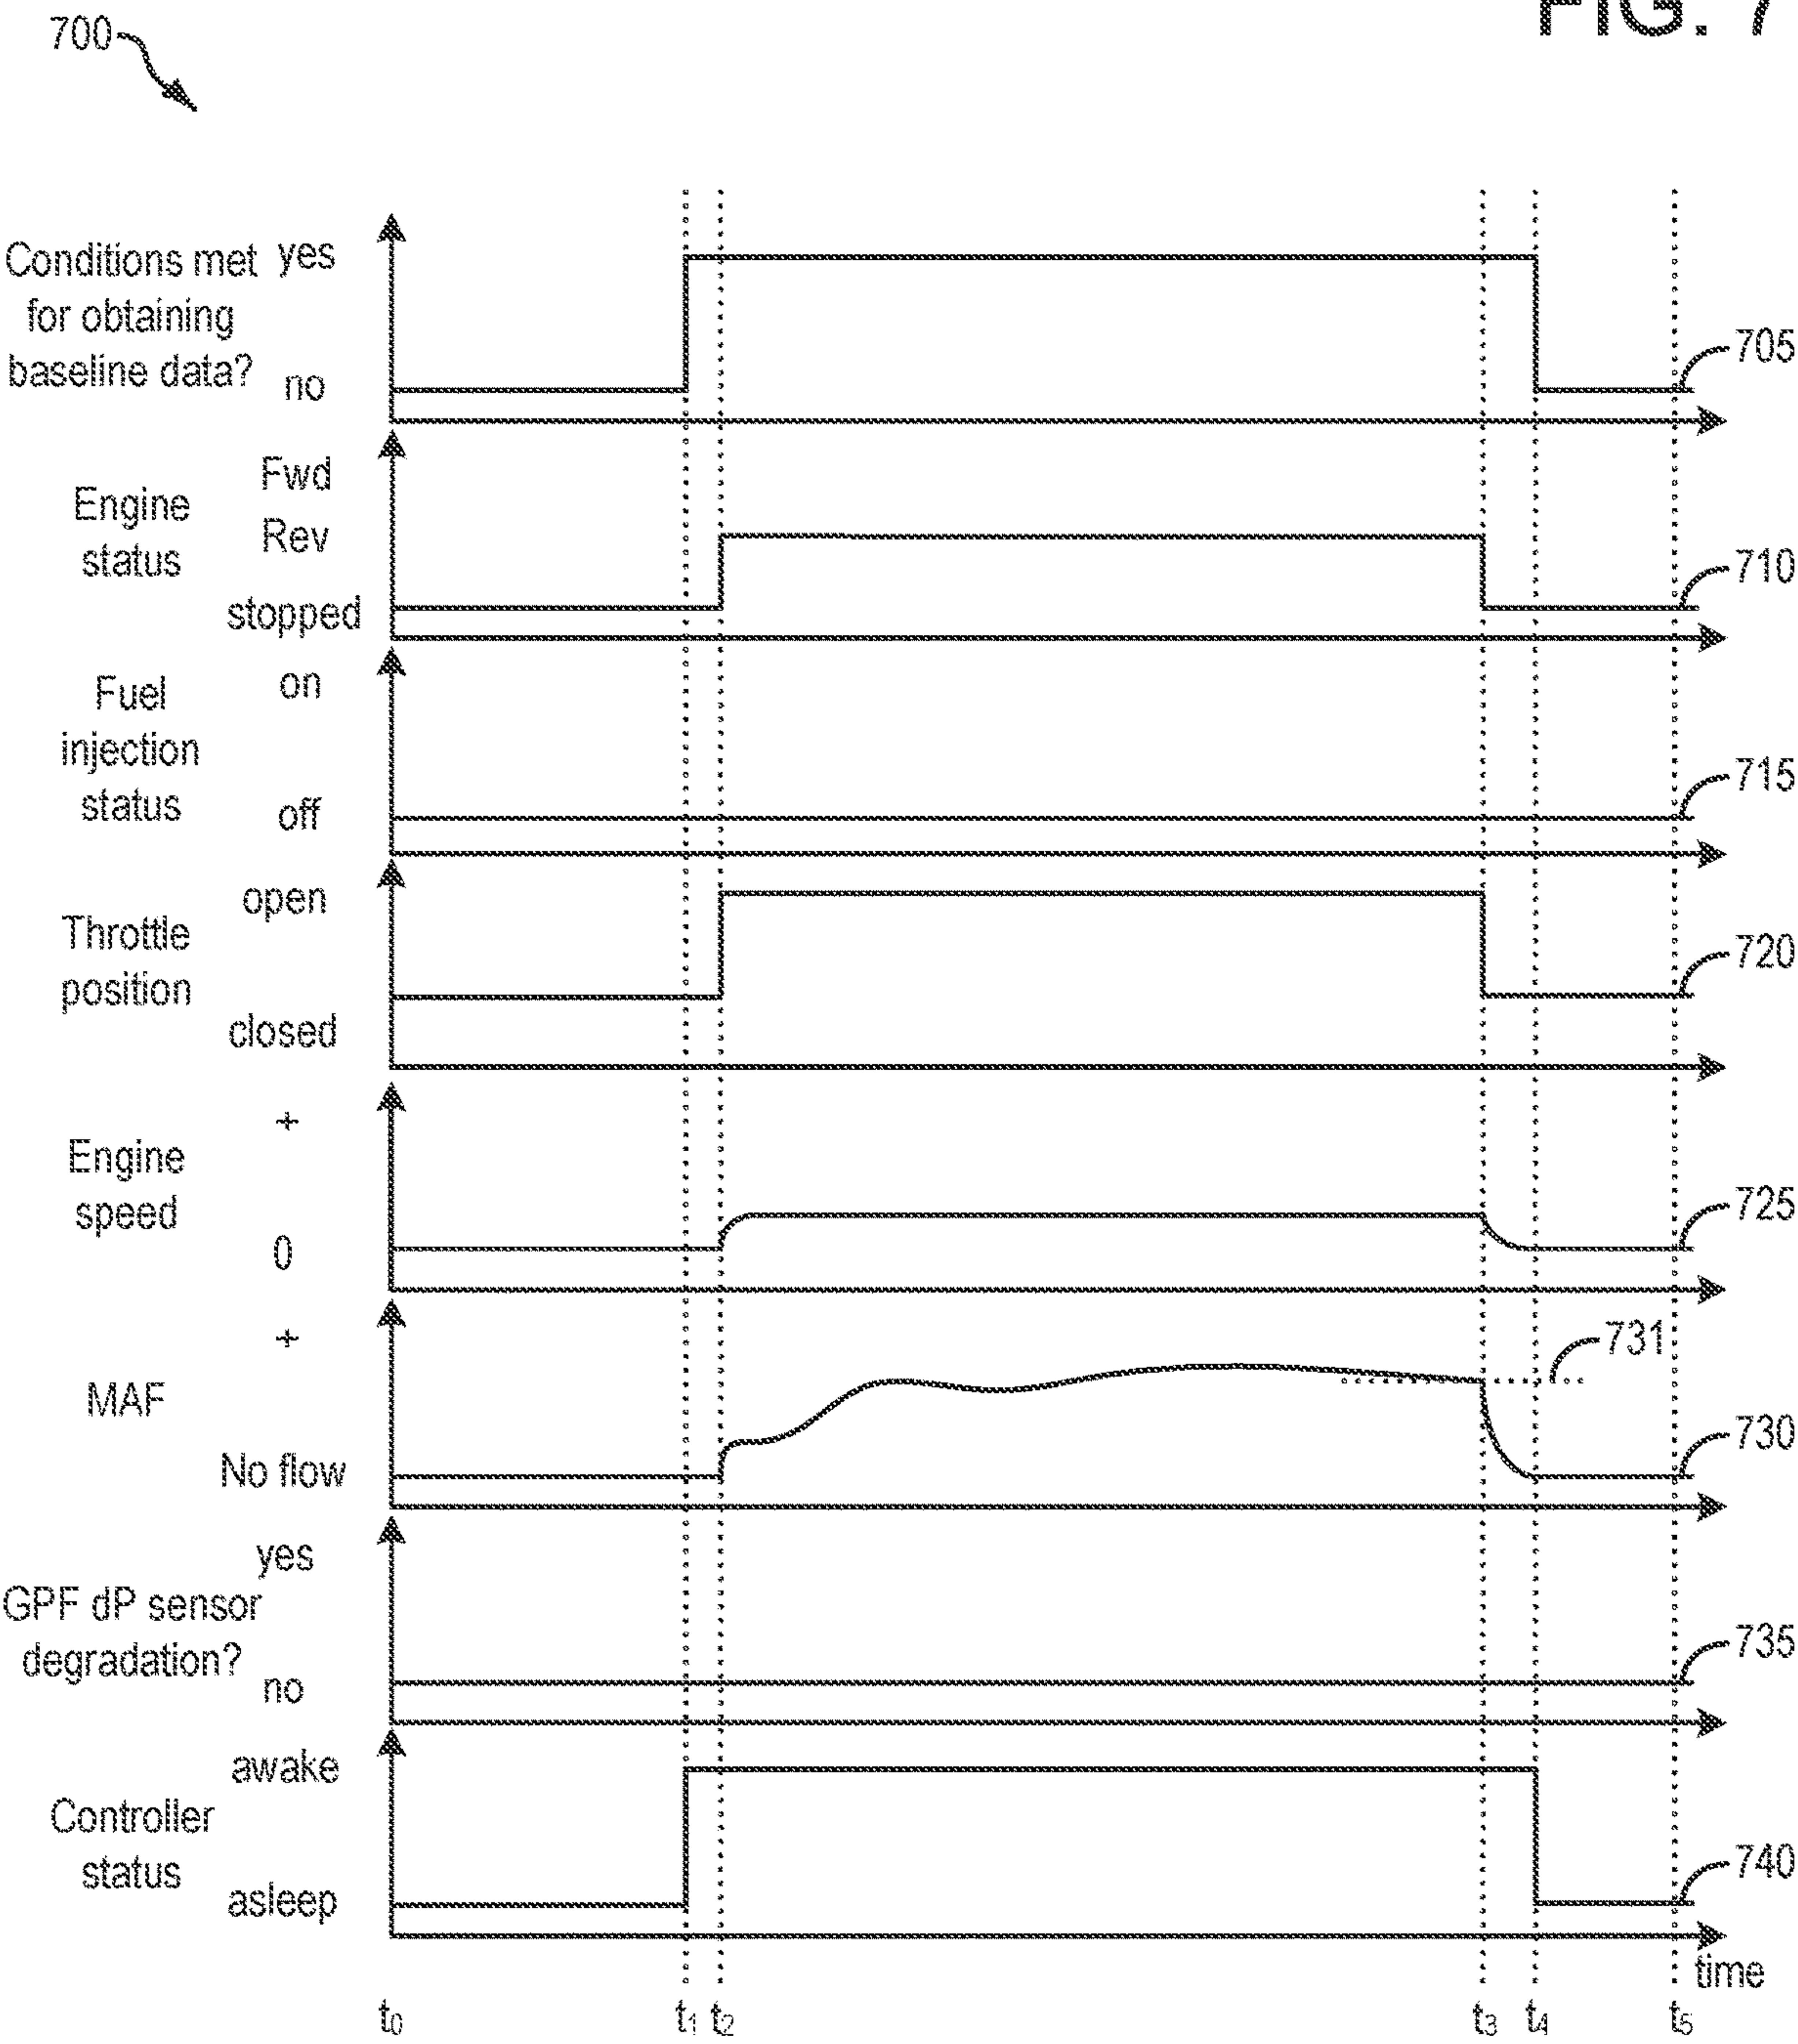 FIG. 7
700
Conditions met
for obtaining
baseline data?
yes
no
705
Engine
status
Fwd
Rev
stopped
710
Fuel
injection
status
on
off
715
Throttle
position
open
closed
720
Engine
speed
+
0
725
MAF
+
No flow
731
730
GPF dP sensor
degradation?
yes
no
735
Controller
status
awake
asleep
740
time
t0 t1 t2 t3 t4 t5